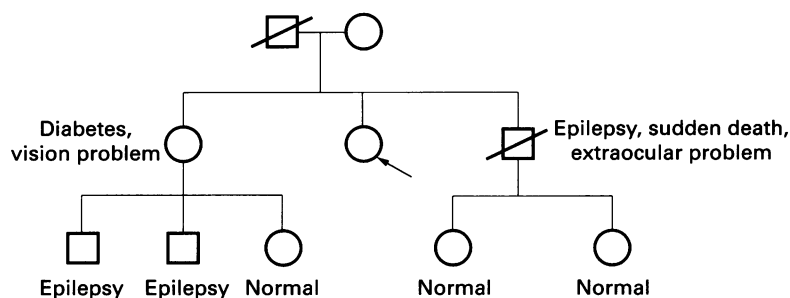 Diabetes,
vision problem
Epilepsy, sudden death,
extraocular problem
Epilepsy
Epilepsy
Normal
Normal
Normal